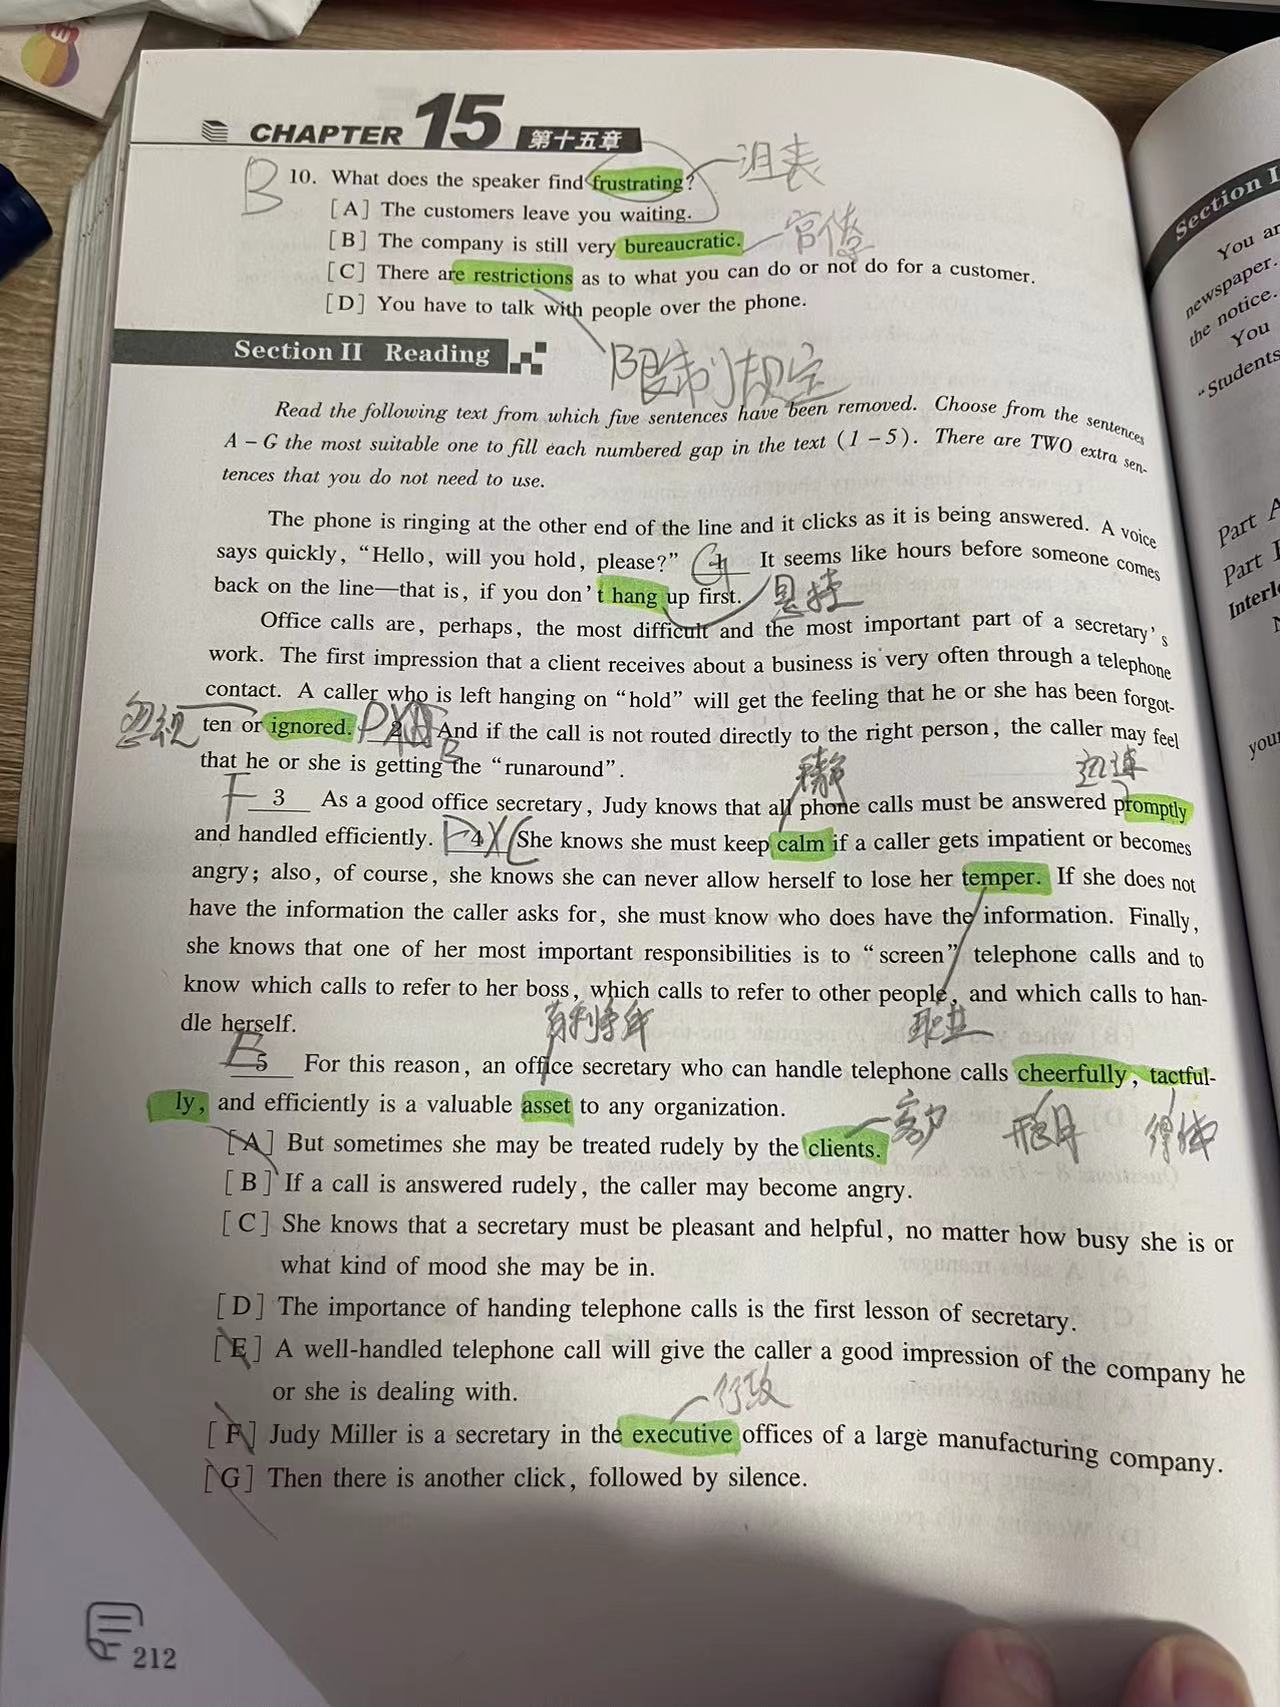 CHAPTER 15 第十五章
B 10. What does the speaker find frustrating? 沮丧
[A] The customers leave you waiting.
[B] The company is still very bureaucratic. 官僚
[C] There are restrictions as to what you can do or not do for a customer.
[D] You have to talk with people over the phone.
Section II Reading
限制规定
Read the following text from which five sentences have been removed. Choose from the sentences
A – G the most suitable one to fill each numbered gap in the text (1 – 5). There are TWO extra sen-
tences that you do not need to use.
The phone is ringing at the other end of the line and it clicks as it is being answered. A voice
says quickly, “Hello, will you hold, please?” G 1 It seems like hours before someone comes
back on the line—that is, if you don’t hang up first. 悬挂
Office calls are, perhaps, the most difficult and the most important part of a secretary’s
work. The first impression that a client receives about a business is very often through a telephone
contact. A caller who is left hanging on “hold” will get the feeling that he or she has been forgot-
忽视 ten or ignored. 2 And if the call is not routed directly to the right person, the caller may feel
that he or she is getting the “runaround”.
B
迅速
F 3 As a good office secretary, Judy knows that all phone calls must be answered promptly
and handled efficiently. 4 C She knows she must keep calm if a caller gets impatient or becomes
angry; also, of course, she knows she can never allow herself to lose her temper. If she does not
have the information the caller asks for, she must know who does have the information. Finally,
she knows that one of her most important responsibilities is to “screen” telephone calls and to
know which calls to refer to her boss, which calls to refer to other people, and which calls to han-
dle herself.
E 5 For this reason, an office secretary who can handle telephone calls cheerfully, tactful-
ly, and efficiently is a valuable asset to any organization.
[A] But sometimes she may be treated rudely by the clients. 客户
[B] If a call is answered rudely, the caller may become angry.
[C] She knows that a secretary must be pleasant and helpful, no matter how busy she is or
what kind of mood she may be in.
[D] The importance of handing telephone calls is the first lesson of secretary.
[E] A well-handled telephone call will give the caller a good impression of the company he
or she is dealing with.
行政
[F] Judy Miller is a secretary in the executive offices of a large manufacturing company.
[G] Then there is another click, followed by silence.
212
Section I
You ar
newspaper.
the notice.
You
“Students
Part A
Part I
Interl
your